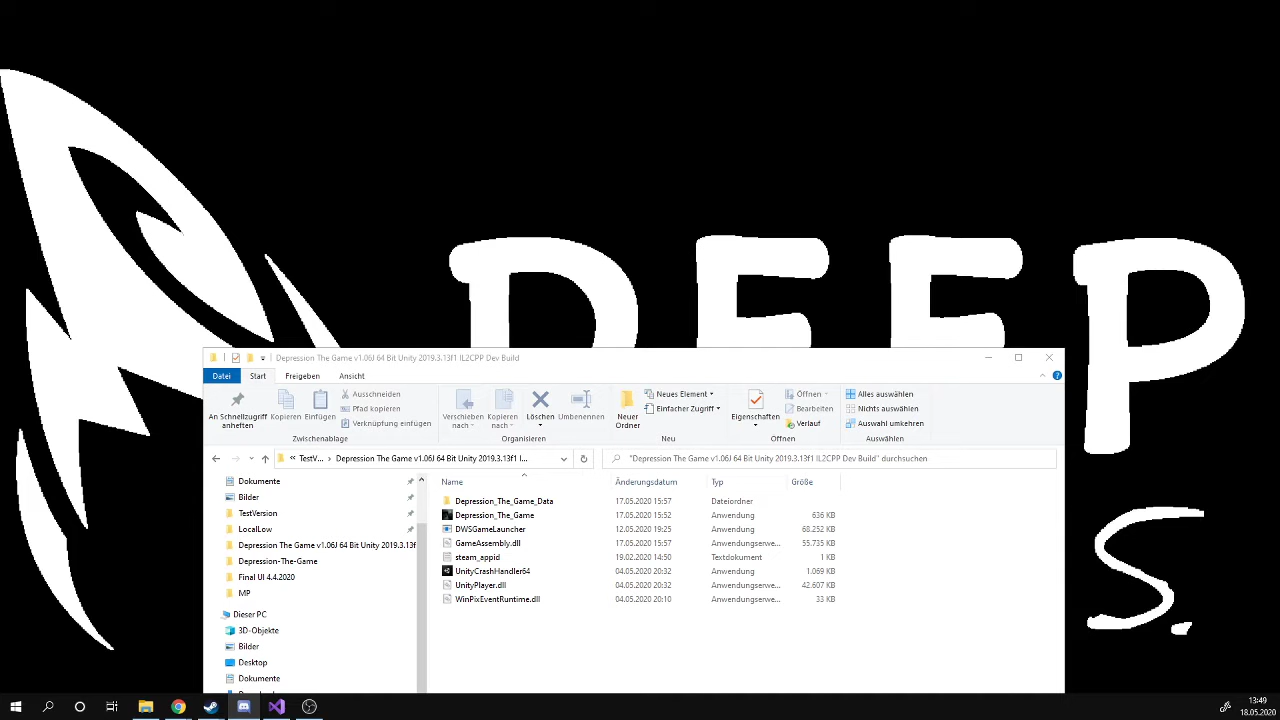 DEEP
S.
Depression The Game v1.06J 64 Bit Unity 2019.3.13f1 IL2CPP Dev Build
Datei Start Freigeben Ansicht
An Schnellzugriff anheften
Kopieren
Einfügen
Ausschneiden
Pfad kopieren
Verknüpfung einfügen
Zwischenablage
Verschieben nach
Kopieren nach
Löschen
Umbenennen
Organisieren
Neuer Ordner
Neues Element
Einfacher Zugriff
Neu
Eigenschaften
Öffnen
Bearbeiten
Verlauf
Öffnen
Alles auswählen
Nichts auswählen
Auswahl umkehren
Auswählen
« TestV... › Depression The Game v1.06J 64 Bit Unity 2019.3.13f1 I...
"Depression The Game v1.06J 64 Bit Unity 2019.3.13f1 IL2CPP Dev Build" durchsuchen
Dokumente
Bilder
TestVersion
LocalLow
Depression The Game v1.06J 64 Bit Unity 2019.3.13f
Depression-The-Game
Final UI 4.4.2020
MP
Dieser PC
3D-Objekte
Bilder
Desktop
Dokumente
Name Änderungsdatum Typ Größe
Depression_The_Game_Data 17.05.2020 15:57 Dateiordner
Depression_The_Game 17.05.2020 15:52 Anwendung 636 KB
DWSGameLauncher 12.05.2020 19:25 Anwendung 68.252 KB
GameAssembly.dll 17.05.2020 15:57 Anwendungserwe... 55.735 KB
steam_appid 19.02.2020 14:50 Textdokument 1 KB
UnityCrashHandler64 04.05.2020 20:32 Anwendung 1.069 KB
UnityPlayer.dll 04.05.2020 20:32 Anwendungserwe... 42.607 KB
WinPixEventRuntime.dll 04.05.2020 20:10 Anwendungserwe... 33 KB
13:49
18.05.2020